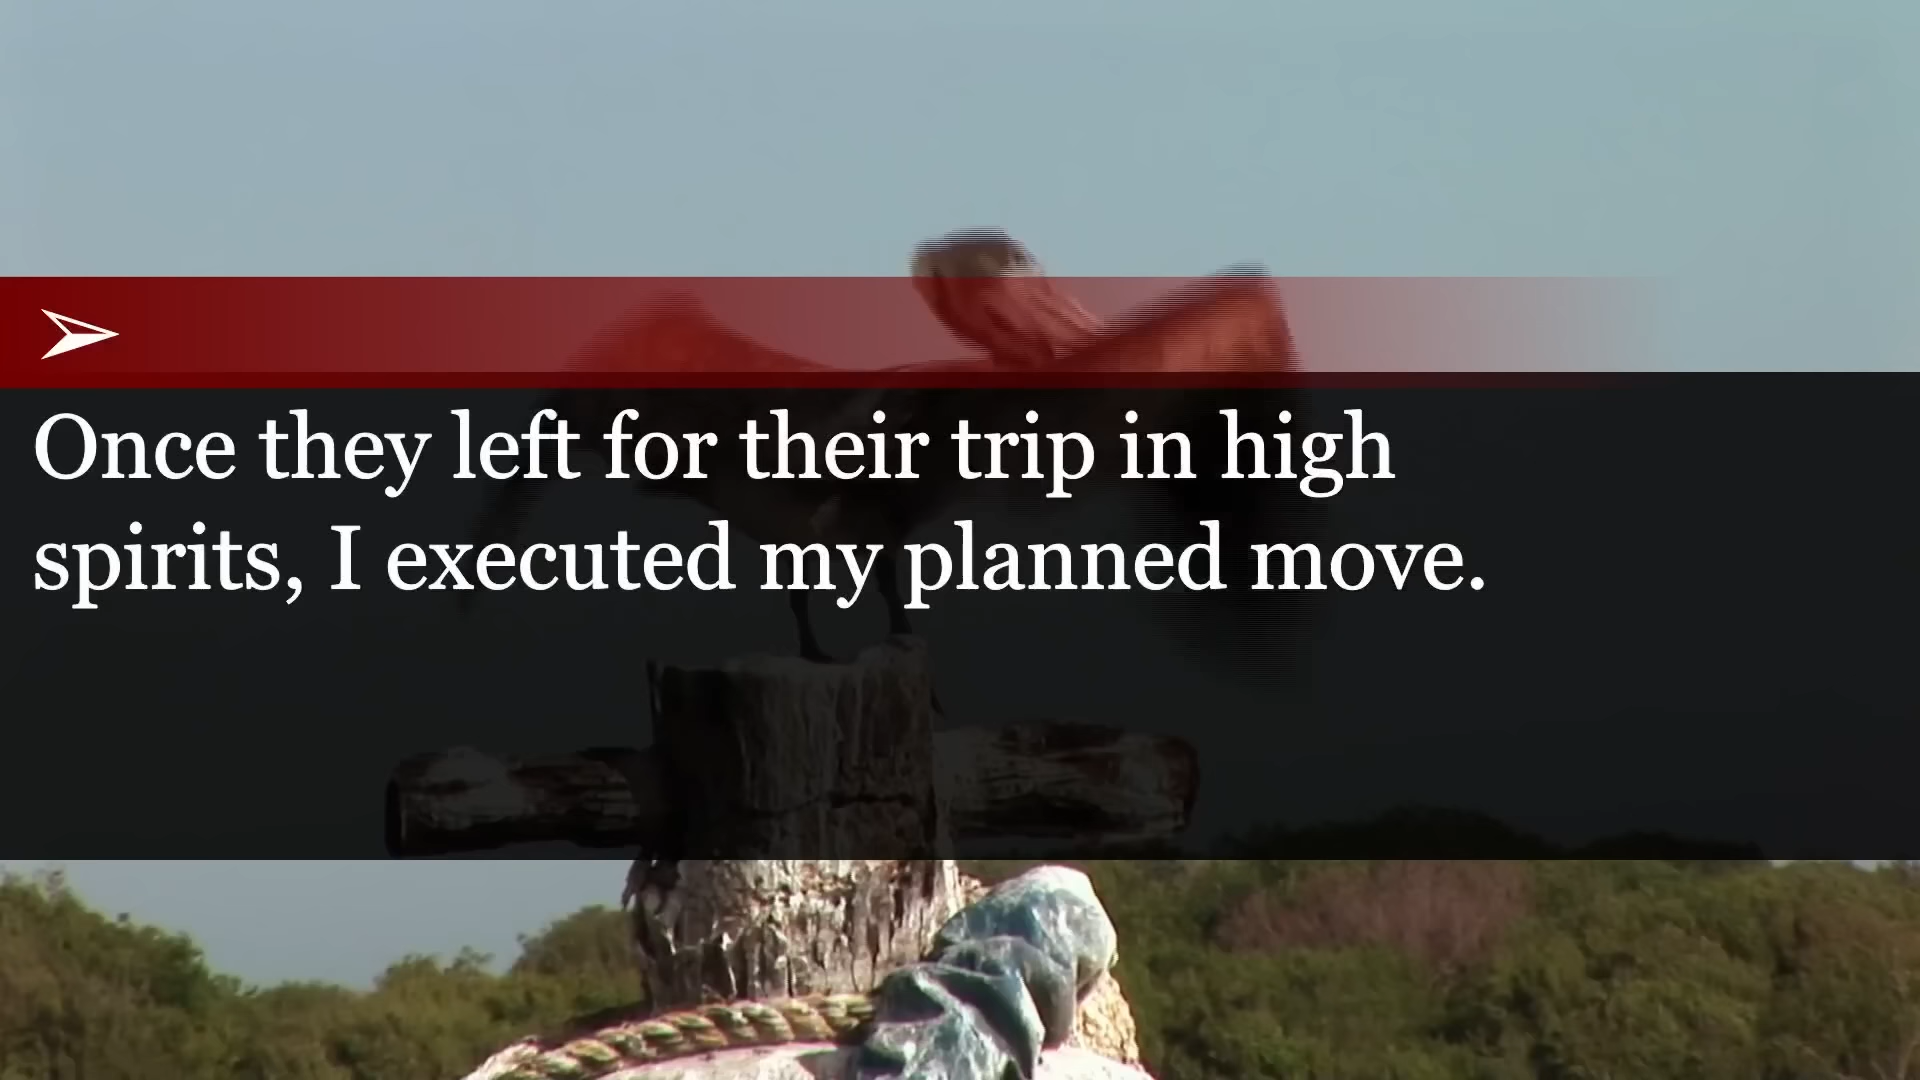 Once they left for their trip in high
spirits, I executed my planned move.